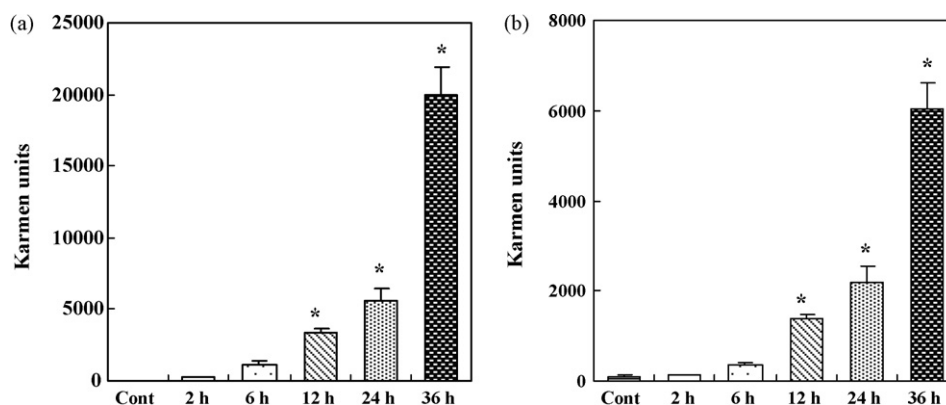 (a)
Karmen units
25000
20000
15000
10000
5000
0
*
*
*
Cont 2 h 6 h 12 h 24 h 36 h
(b)
Karmen units
8000
6000
4000
2000
0
*
*
*
Cont 2 h 6 h 12 h 24 h 36 h